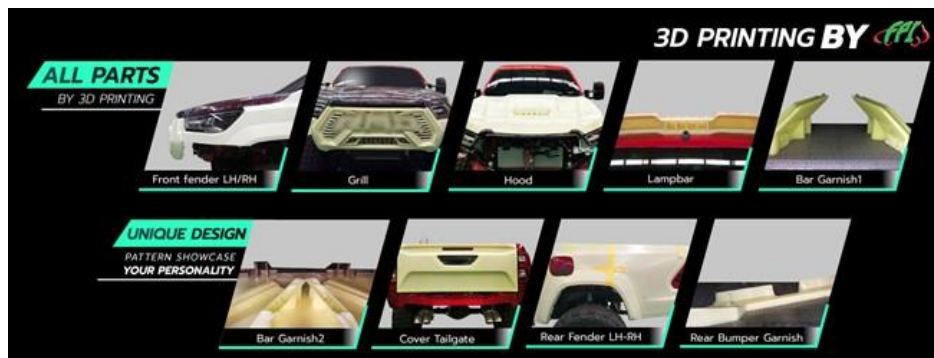 3D PRINTING BY FPI
ALL PARTS
BY 3D PRINTING
Front fender LH/RH
Grill
Hood
Lampbar
Bar Garnish1
UNIQUE DESIGN
PATTERN SHOWCASE
YOUR PERSONALITY
Bar Garnish2
Cover Tailgate
Rear Fender LH-RH
Rear Bumper Garnish